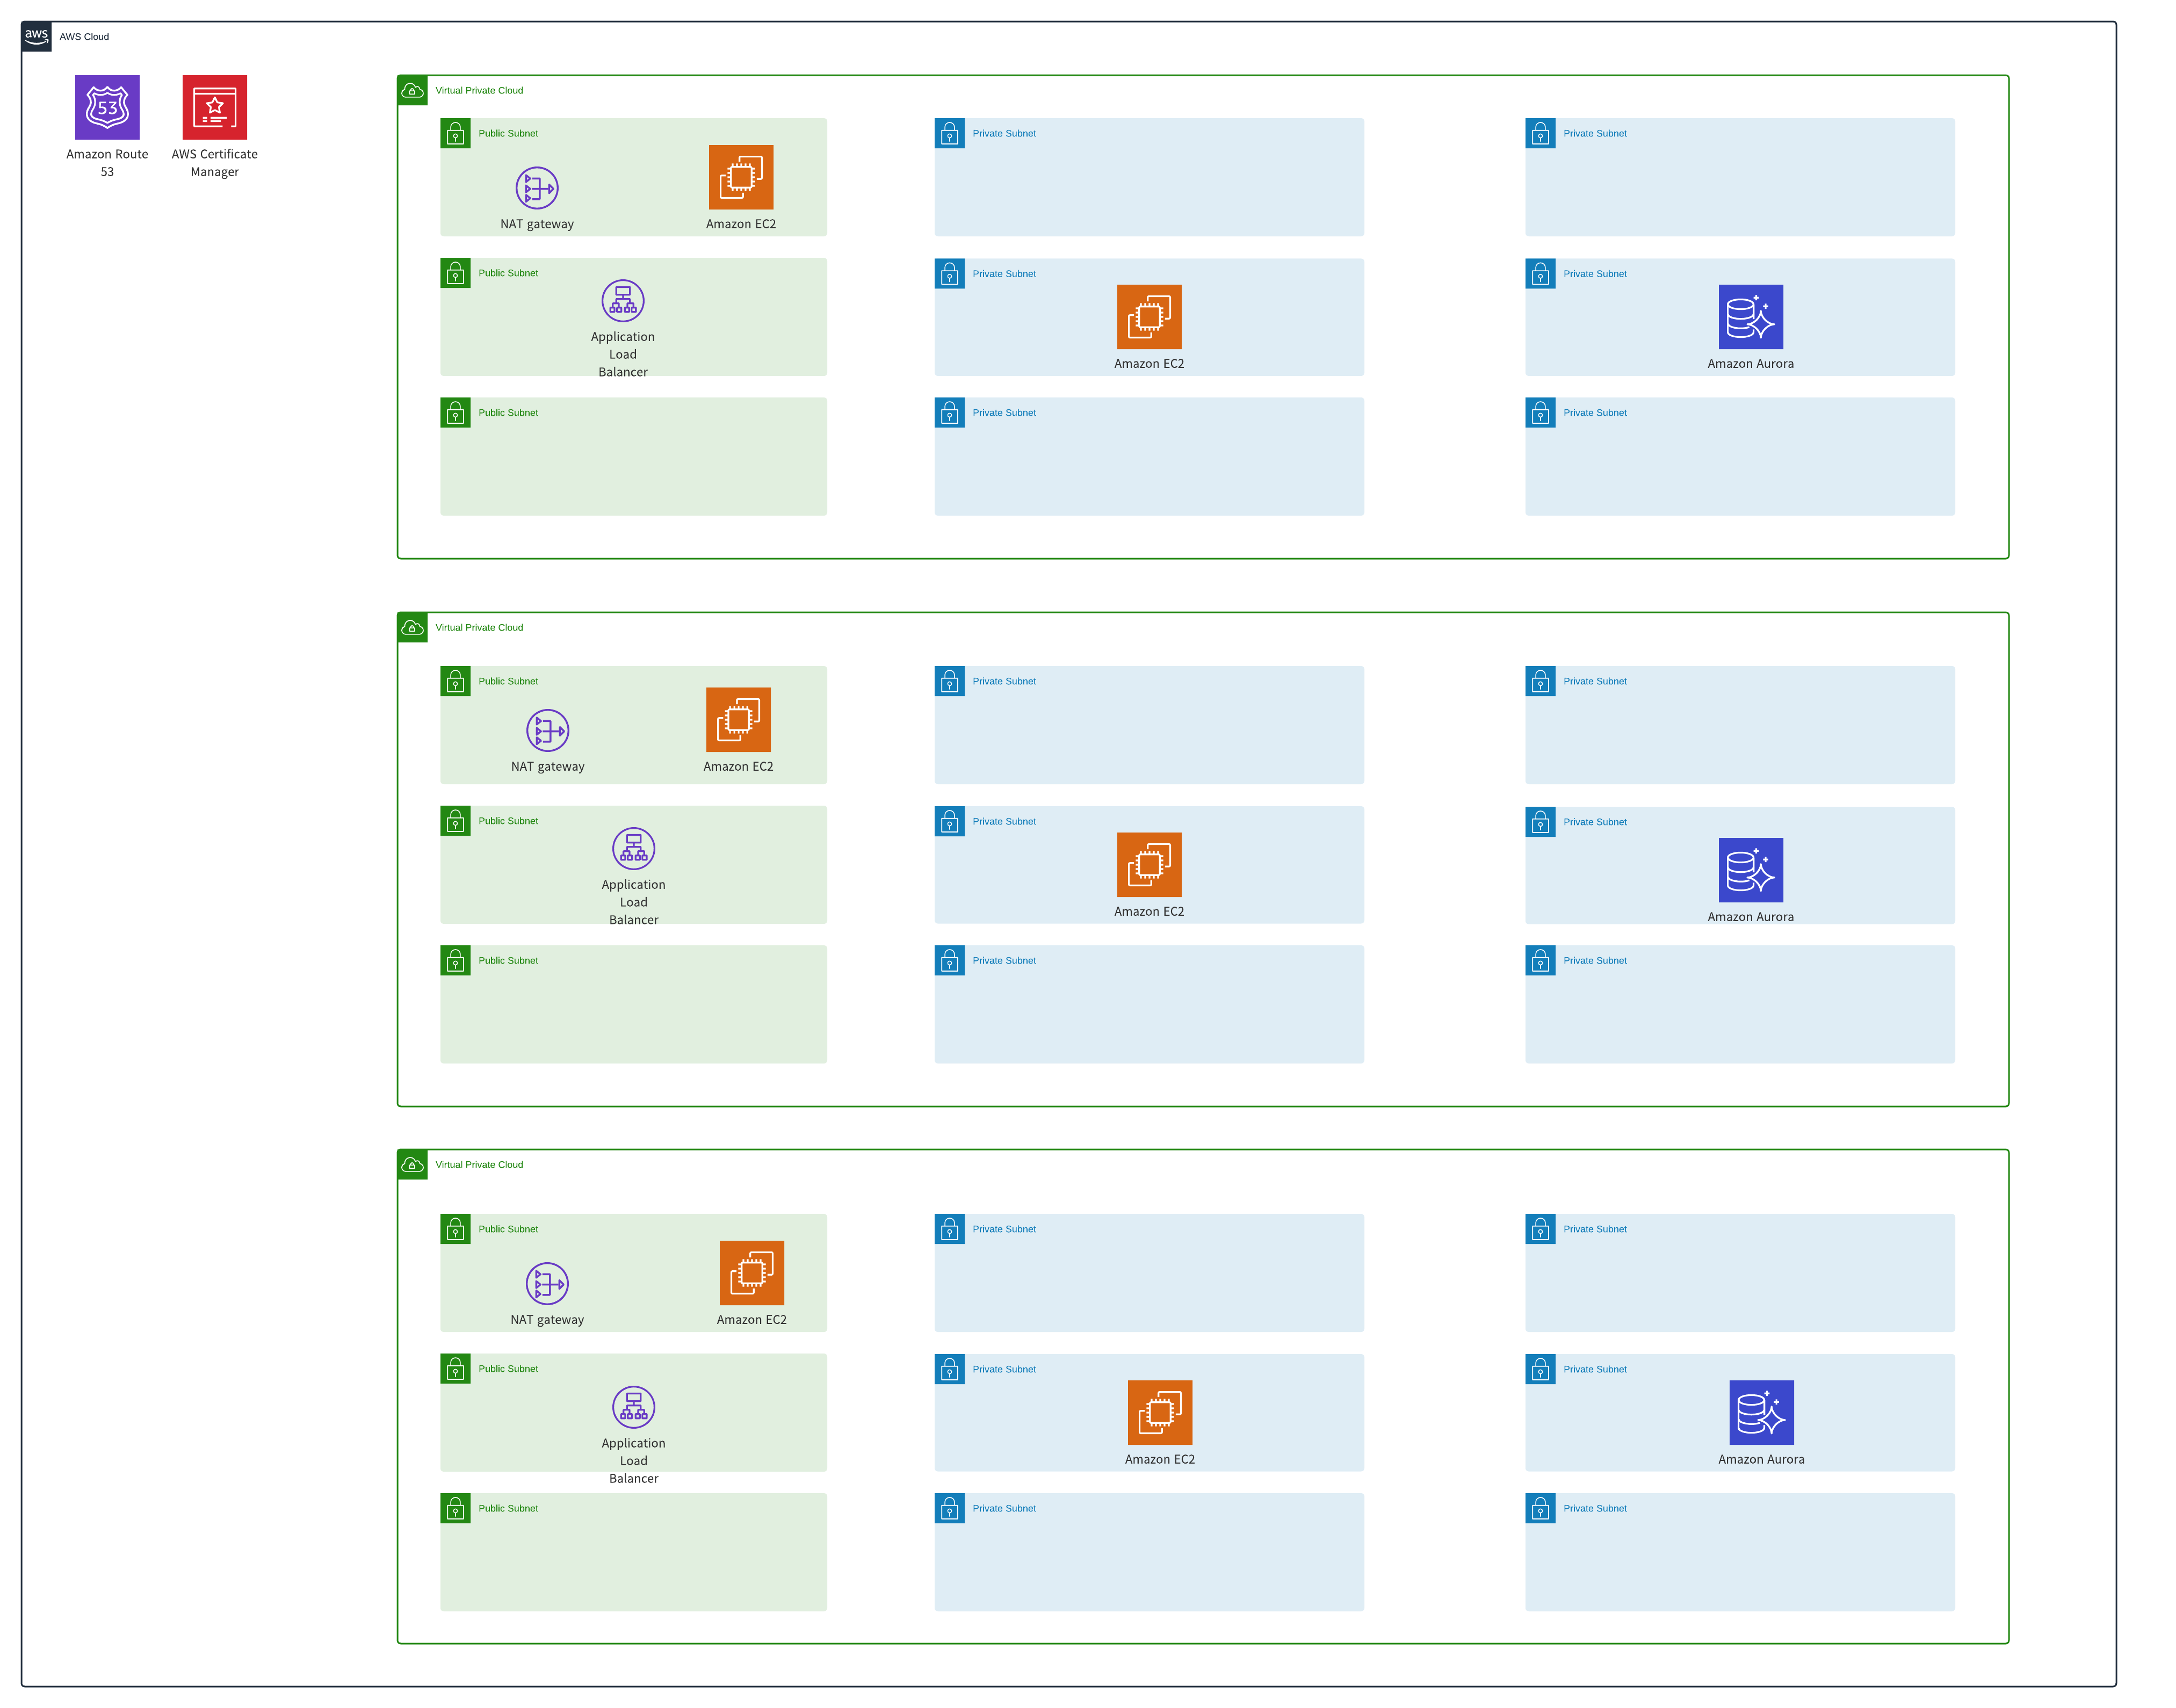 aws
AWS Cloud
53
Amazon Route
53
AWS Certificate
Manager
Virtual Private Cloud
Public Subnet
NAT gateway
Amazon EC2
Private Subnet
Private Subnet
Public Subnet
Application
Load
Balancer
Private Subnet
Amazon EC2
Private Subnet
Amazon Aurora
Public Subnet
Private Subnet
Private Subnet
Virtual Private Cloud
Public Subnet
NAT gateway
Amazon EC2
Private Subnet
Private Subnet
Public Subnet
Application
Load
Balancer
Private Subnet
Amazon EC2
Private Subnet
Amazon Aurora
Public Subnet
Private Subnet
Private Subnet
Virtual Private Cloud
Public Subnet
NAT gateway
Amazon EC2
Private Subnet
Private Subnet
Public Subnet
Application
Load
Balancer
Private Subnet
Amazon EC2
Private Subnet
Amazon Aurora
Public Subnet
Private Subnet
Private Subnet